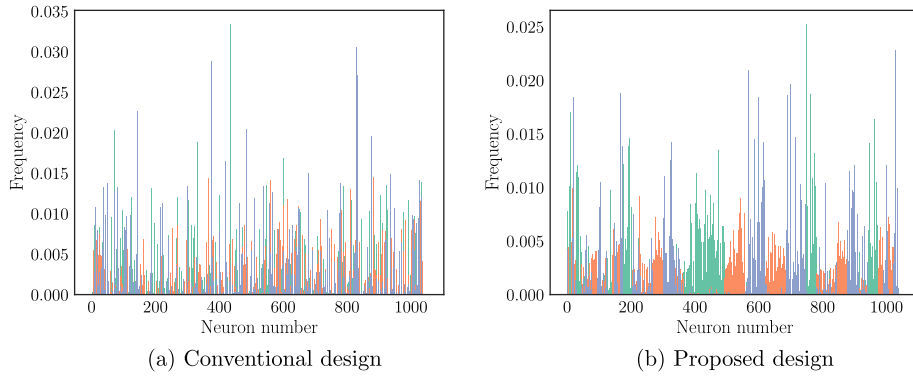 0.035
0.030
0.025
0.020
0.015
0.010
0.005
0.000
Frequency
0 200 400 600 800 1000
Neuron number
(a) Conventional design
0.025
0.020
0.015
0.010
0.005
0.000
Frequency
0 200 400 600 800 1000
Neuron number
(b) Proposed design